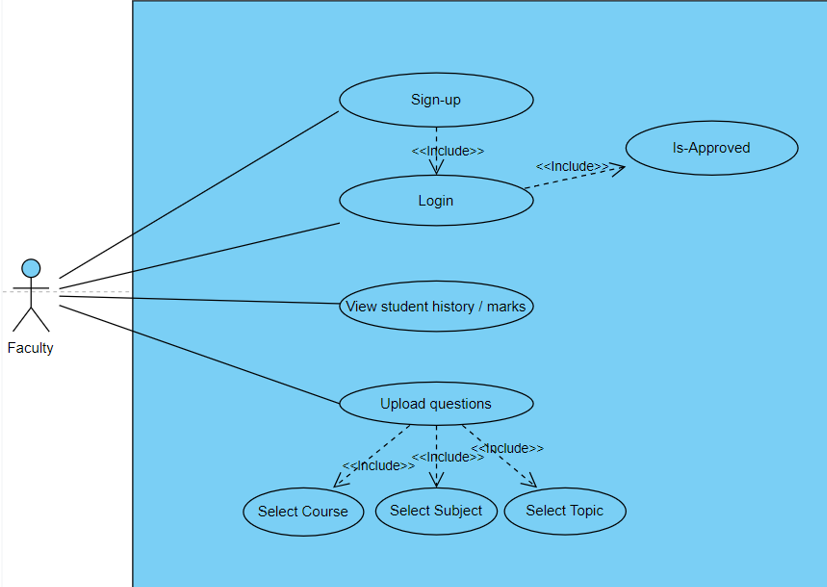 Sign-up
<<Include>>
Is-Approved
<<Include>>
Login
View student history / marks
Faculty
Upload questions
<<Include>>
<<Include>>
<<Include>>
Select Course
Select Subject
Select Topic